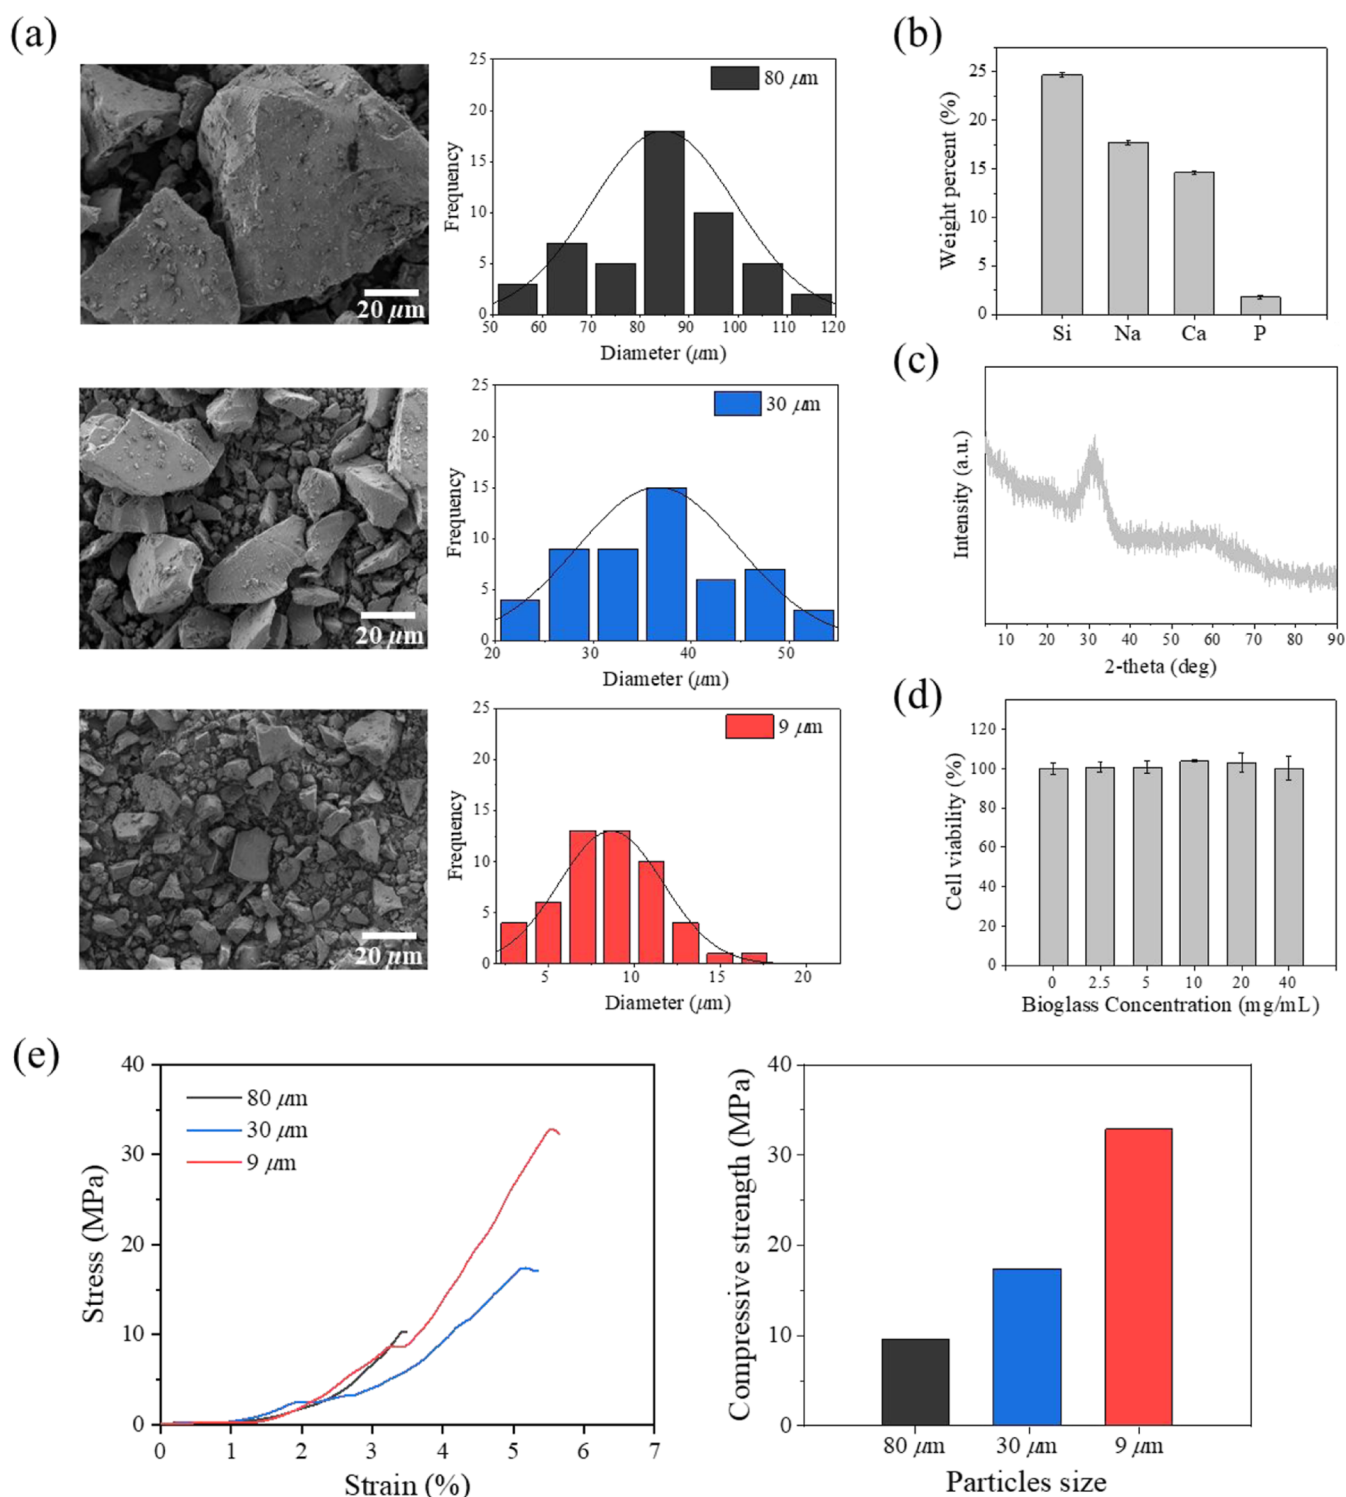 (a)
20 μm
25
20
15
10
5
0
Frequency
80 μm
50 60 70 80 90 100 110 120
Diameter (μm)
20 μm
25
20
15
10
5
0
Frequency
30 μm
20 30 40 50
Diameter (μm)
20 μm
25
20
15
10
5
0
Frequency
9 μm
5 10 15 20
Diameter (μm)
(b)
25
20
15
10
5
0
Weight percent (%)
Si Na Ca P
(c)
Intensity (a.u.)
10 20 30 40 50 60 70 80 90
2-theta (deg)
(d)
120
100
80
60
40
20
0
Cell viability (%)
0 2.5 5 10 20 40
Bioglass Concentration (mg/mL)
(e)
40
30
20
10
0
Stress (MPa)
80 μm
30 μm
9 μm
0 1 2 3 4 5 6 7
Strain (%)
40
30
20
10
0
Compressive strength (MPa)
80 μm 30 μm 9 μm
Particles size